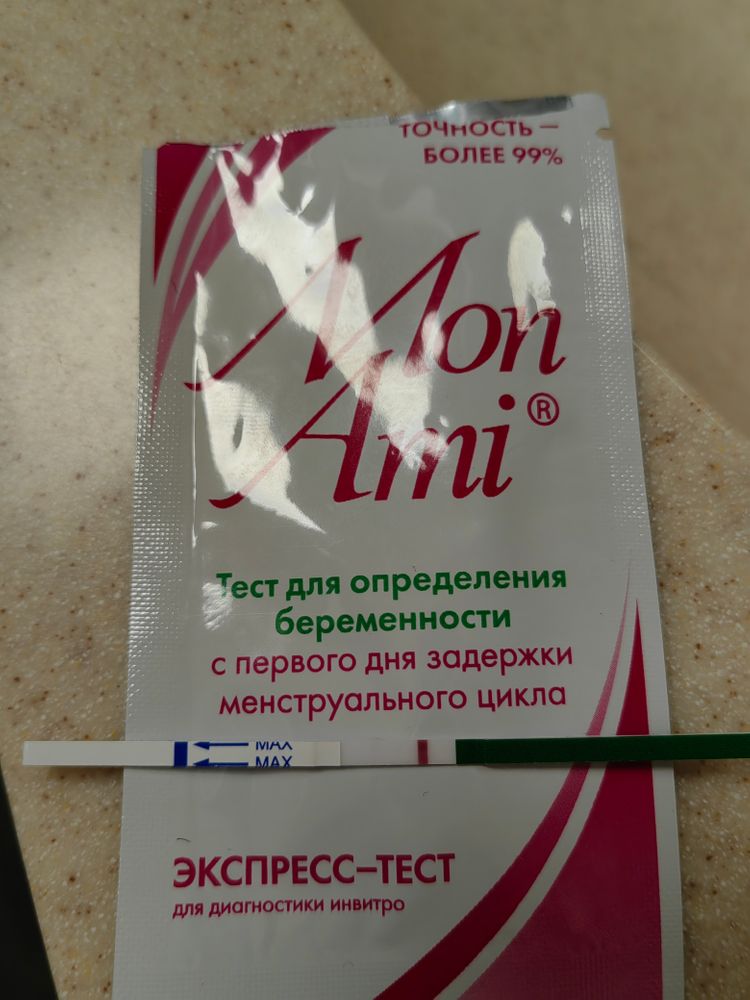 ТОЧНОСТЬ –
БОЛЕЕ 99%
Mon
Ami®
Тест для определения
беременности
с первого дня задержки
менструального цикла
MAX
MAX
ЭКСПРЕСС–ТЕСТ
для диагностики инвитро